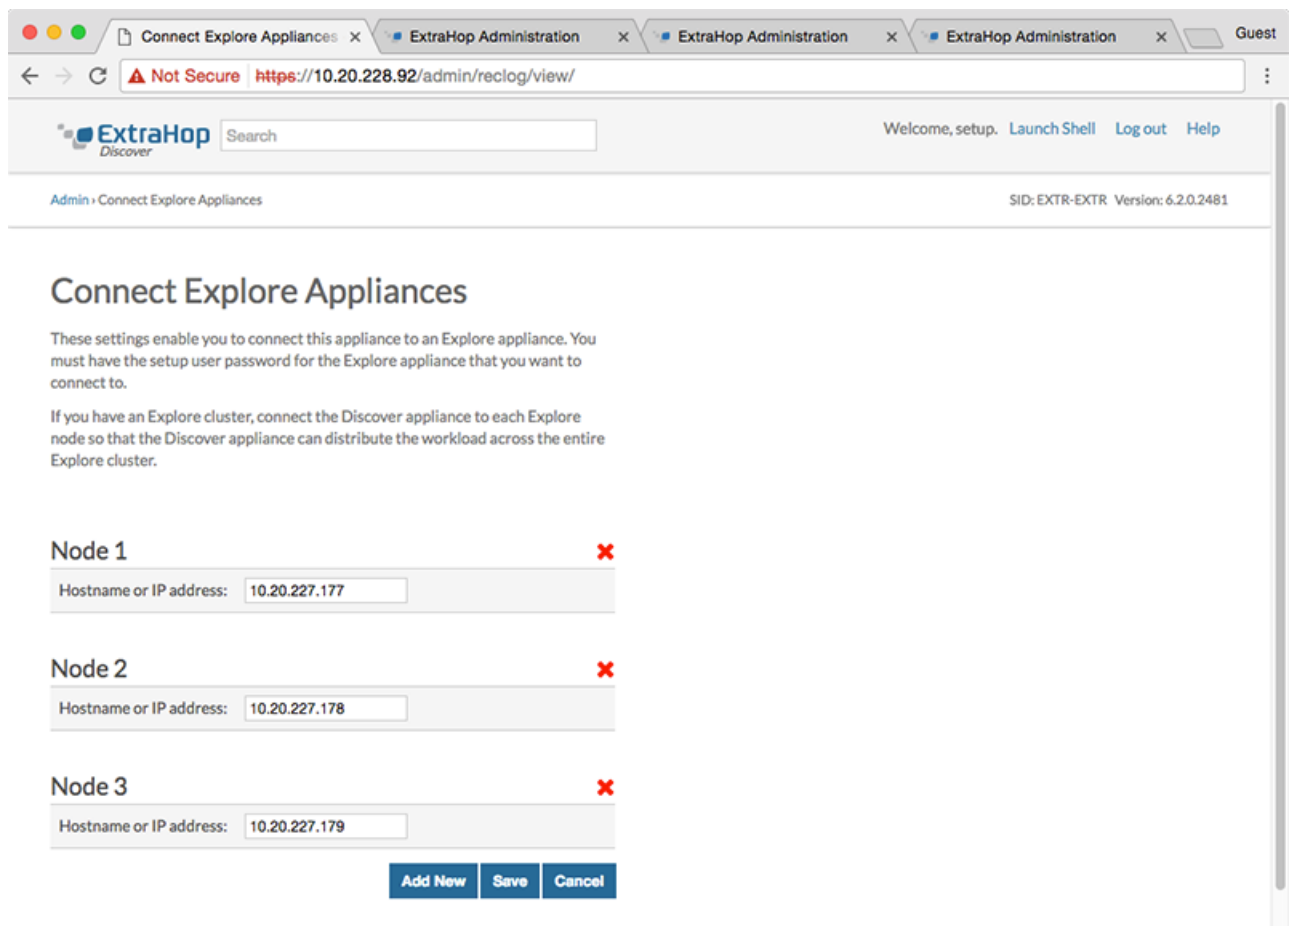 Connect Explore Appliances × ExtraHop Administration × ExtraHop Administration × ExtraHop Administration × Guest
Not Secure https://10.20.228.92/admin/reclog/view/
ExtraHop Search Welcome, setup. Launch Shell Log out Help
Discover
Admin › Connect Explore Appliances SID: EXTR-EXTR Version: 6.2.0.2481
Connect Explore Appliances
These settings enable you to connect this appliance to an Explore appliance. You
must have the setup user password for the Explore appliance that you want to
connect to.
If you have an Explore cluster, connect the Discover appliance to each Explore
node so that the Discover appliance can distribute the workload across the entire
Explore cluster.
Node 1
Hostname or IP address: 10.20.227.177
Node 2
Hostname or IP address: 10.20.227.178
Node 3
Hostname or IP address: 10.20.227.179
Add New Save Cancel